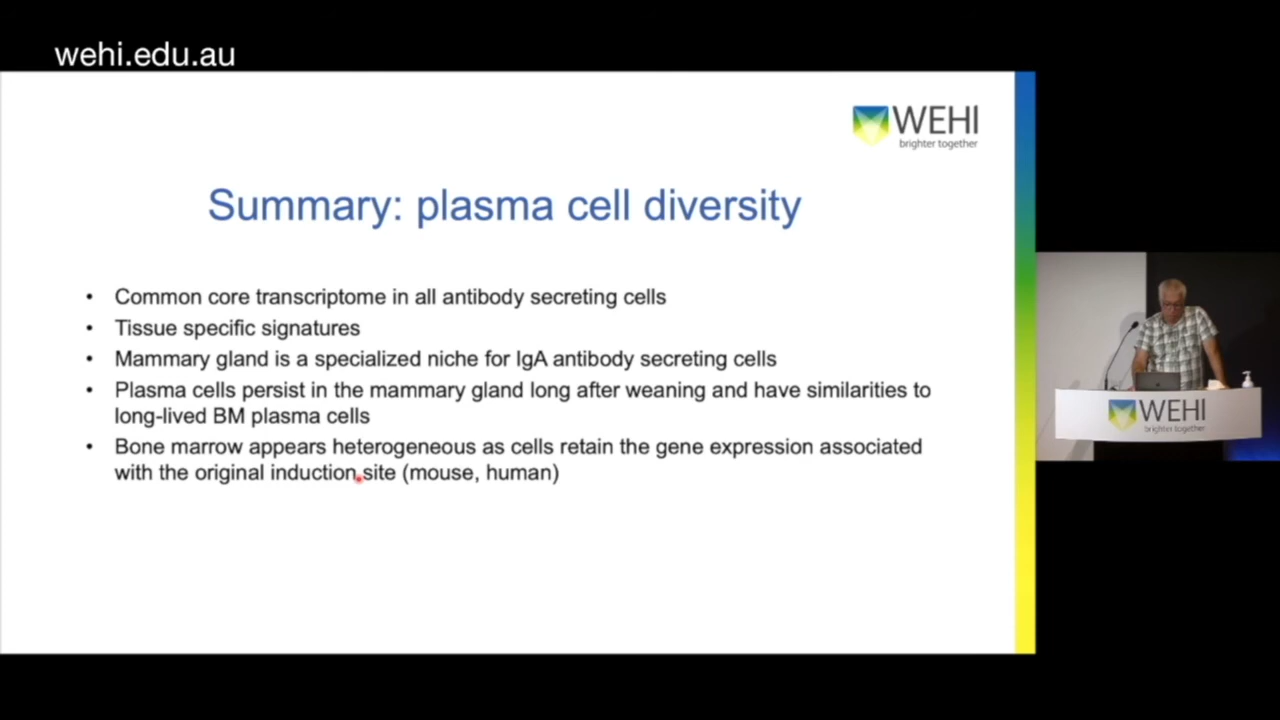 wehi.edu.au
WEHI
brighter together
Summary: plasma cell diversity
• Common core transcriptome in all antibody secreting cells
• Tissue specific signatures
• Mammary gland is a specialized niche for IgA antibody secreting cells
• Plasma cells persist in the mammary gland long after weaning and have similarities to
long-lived BM plasma cells
• Bone marrow appears heterogeneous as cells retain the gene expression associated
with the original induction site (mouse, human)
WEHI
brighter together